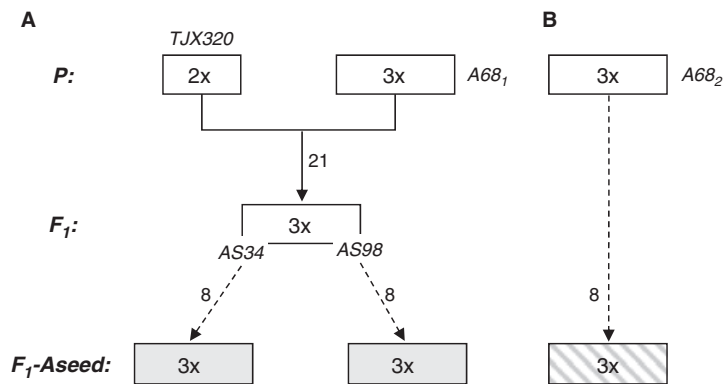 A
B
TJX320
P:
2x
3x
A68₁
3x
A68₂
21
F₁:
3x
AS34
AS98
8
8
8
F₁-Aseed:
3x
3x
3x